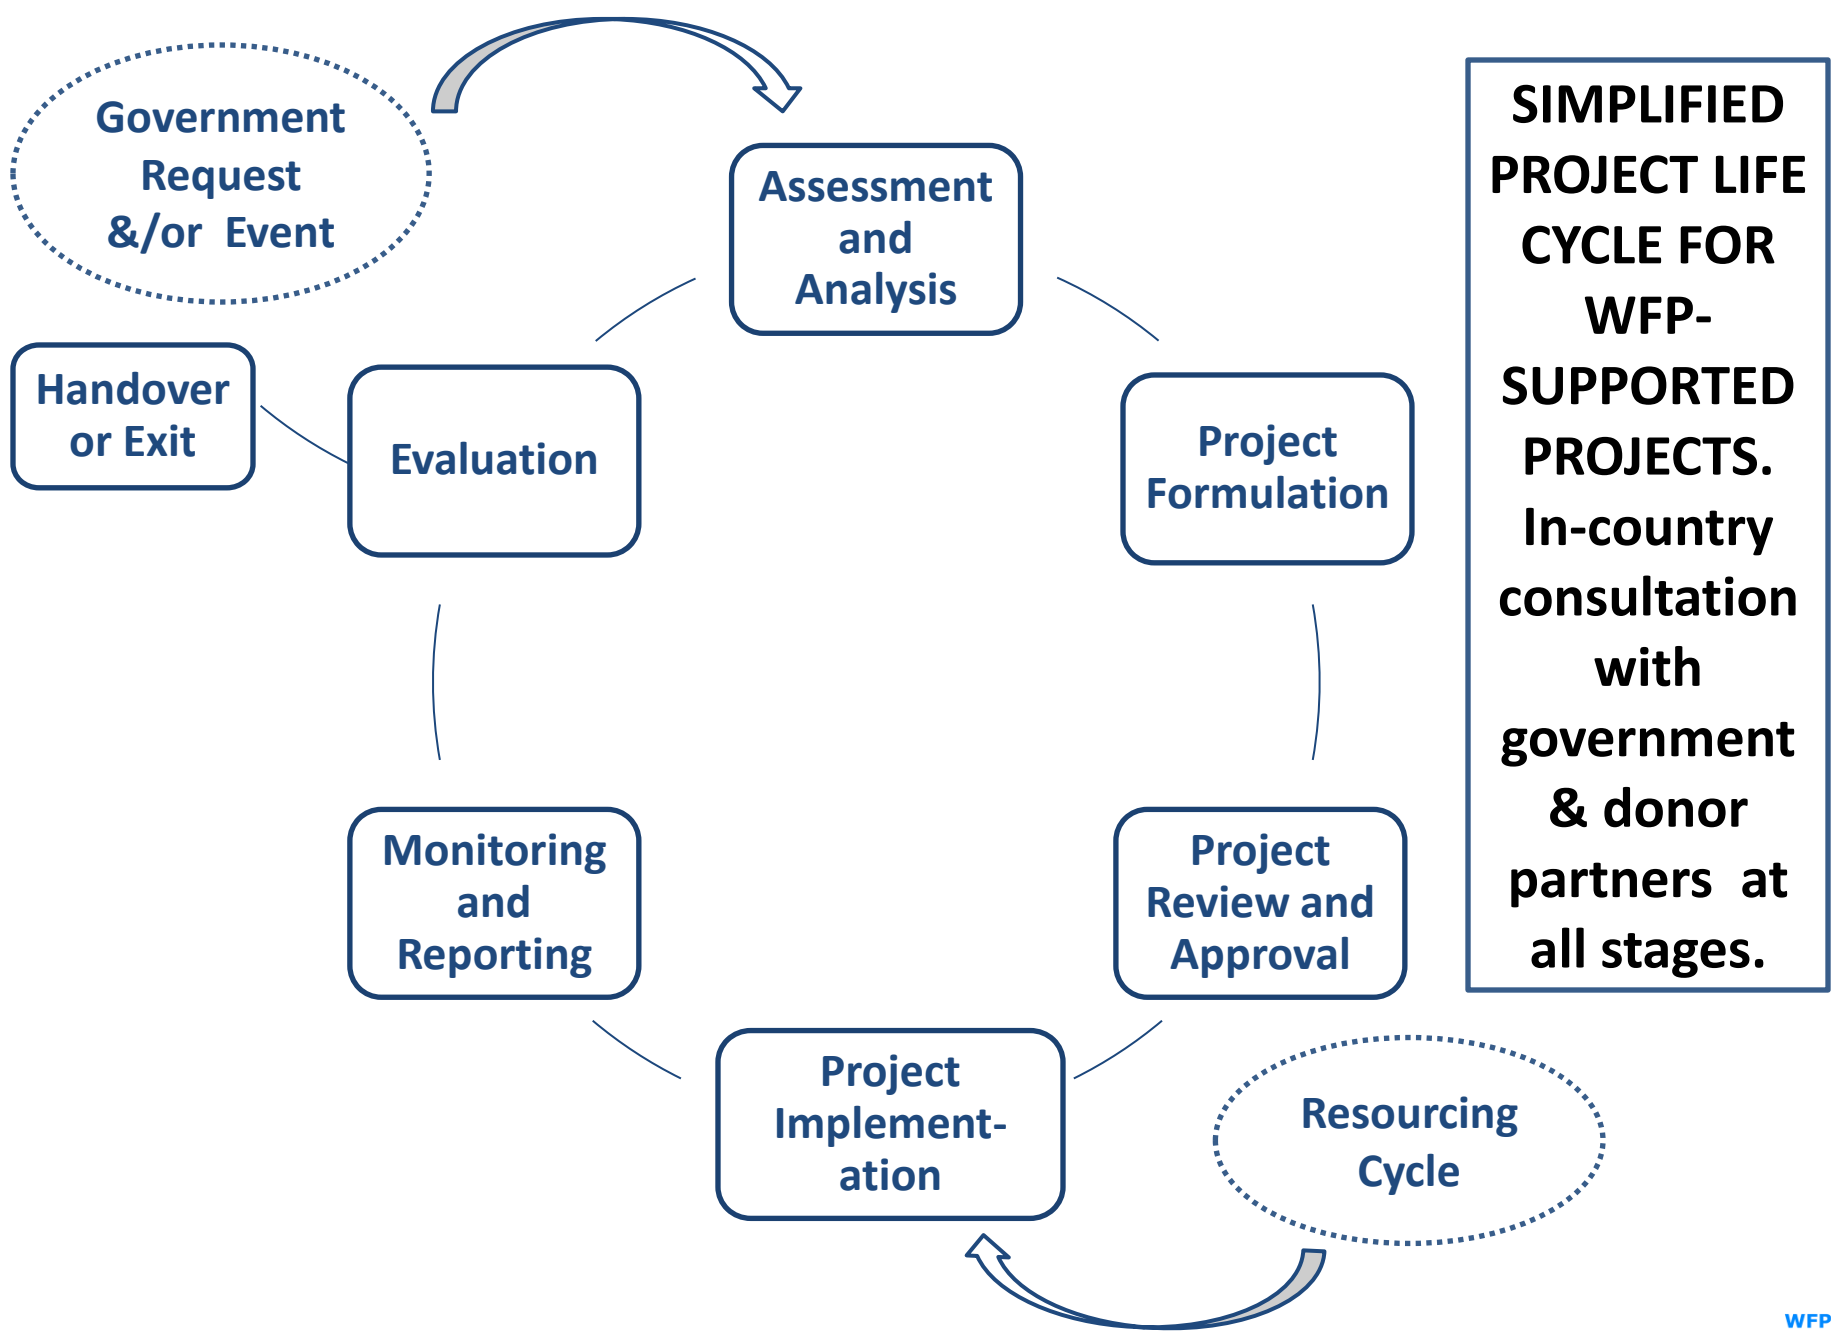 Government
Request
&/or Event
Assessment
and
Analysis
Handover
or Exit
Evaluation
Project
Formulation
Monitoring
and
Reporting
Project
Review and
Approval
Project
Implement-
ation
Resourcing
Cycle
SIMPLIFIED
PROJECT LIFE
CYCLE FOR
WFP-
SUPPORTED
PROJECTS.
In-country
consultation
with
government
& donor
partners at
all stages.
WFP